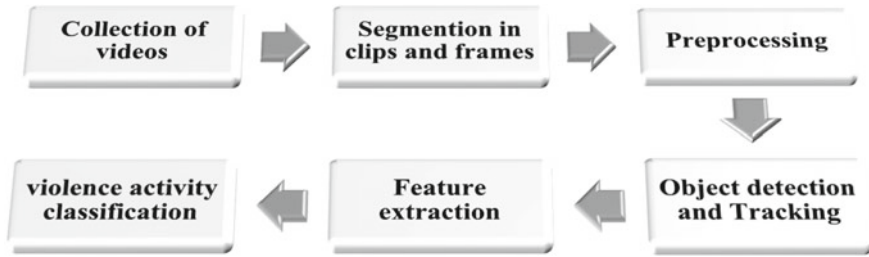 Collection of
videos
Segmention in
clips and frames
Preprocessing
Object detection
and Tracking
Feature
extraction
violence activity
classification